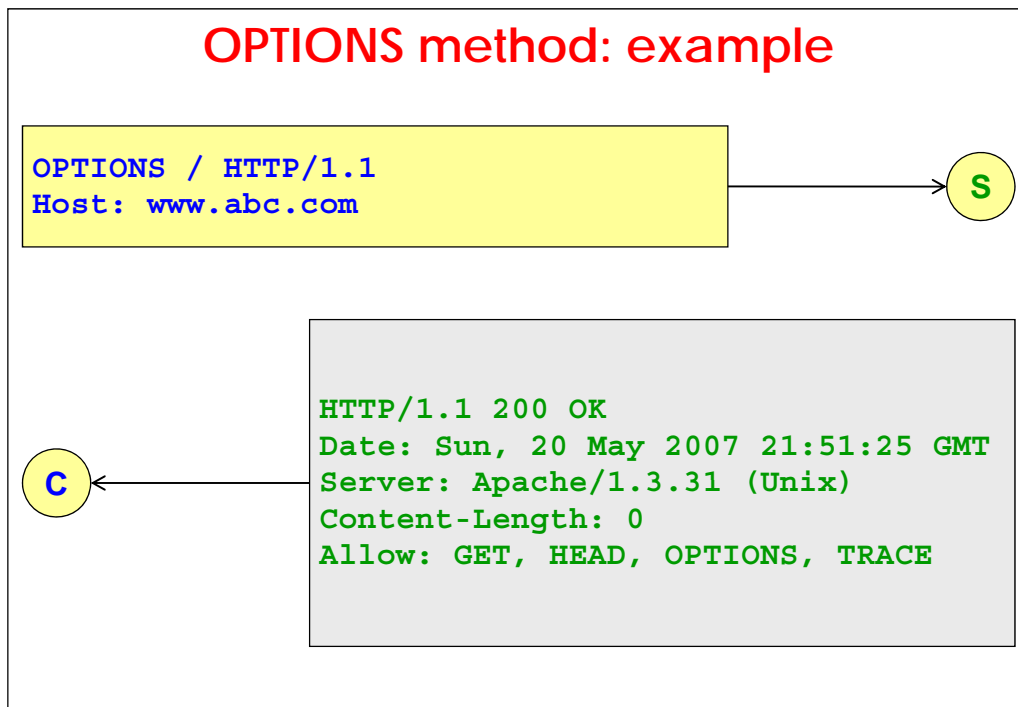 OPTIONS method: example
OPTIONS / HTTP/1.1
Host: www.abc.com
S
HTTP/1.1 200 OK
Date: Sun, 20 May 2007 21:51:25 GMT
Server: Apache/1.3.31 (Unix)
Content-Length: 0
Allow: GET, HEAD, OPTIONS, TRACE
C